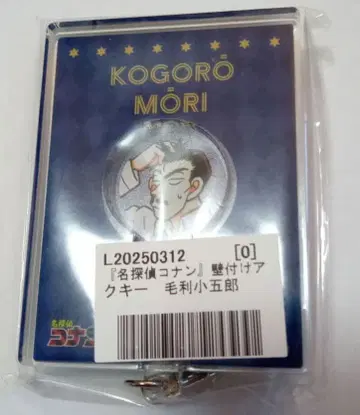 KOGORŌ
MŌRI
L20250312 [0]
『名探偵コナン』壁付けア
クキー 毛利小五郎
名探偵
コナン